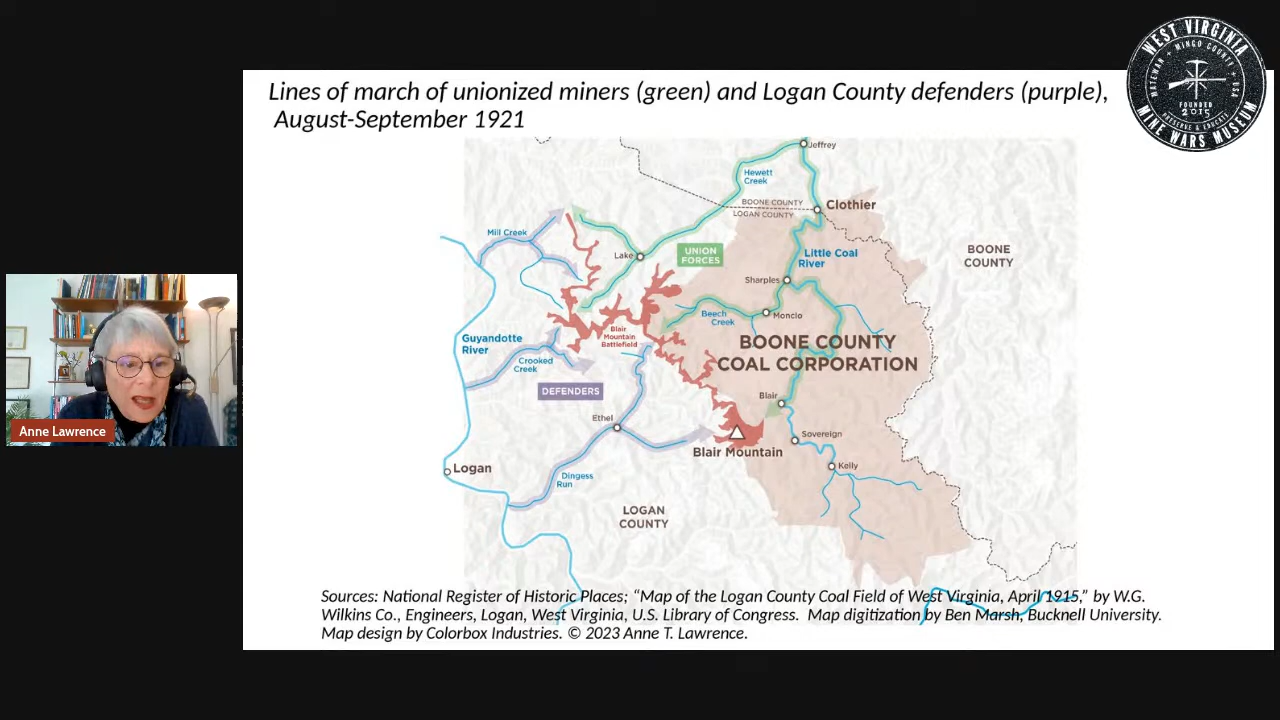 Lines of march of unionized miners (green) and Logan County defenders (purple),
August-September 1921
WEST VIRGINIA
MINE WARS MUSEUM
MATEWAN • MINGO COUNTY • USA
FOUNDED
2015
PRESERVE & EDUCATE
Jeffrey
Hewett
Creek
BOONE COUNTY
LOGAN COUNTY
Clothier
Mill Creek
Lake
UNION
FORCES
Little Coal
River
BOONE
COUNTY
Sharples
Beech
Creek
Monclo
Blair
Mountain
Battlefield
Guyandotte
River
Crooked
Creek
BOONE COUNTY
COAL CORPORATION
DEFENDERS
Blair
Ethel
Sovereign
Blair Mountain
Kelly
Logan
Dingess
Run
LOGAN
COUNTY
Anne Lawrence
Sources: National Register of Historic Places; “Map of the Logan County Coal Field of West Virginia, April 1915,” by W.G.
Wilkins Co., Engineers, Logan, West Virginia, U.S. Library of Congress.  Map digitization by Ben Marsh, Bucknell University.
Map design by Colorbox Industries. © 2023 Anne T. Lawrence.